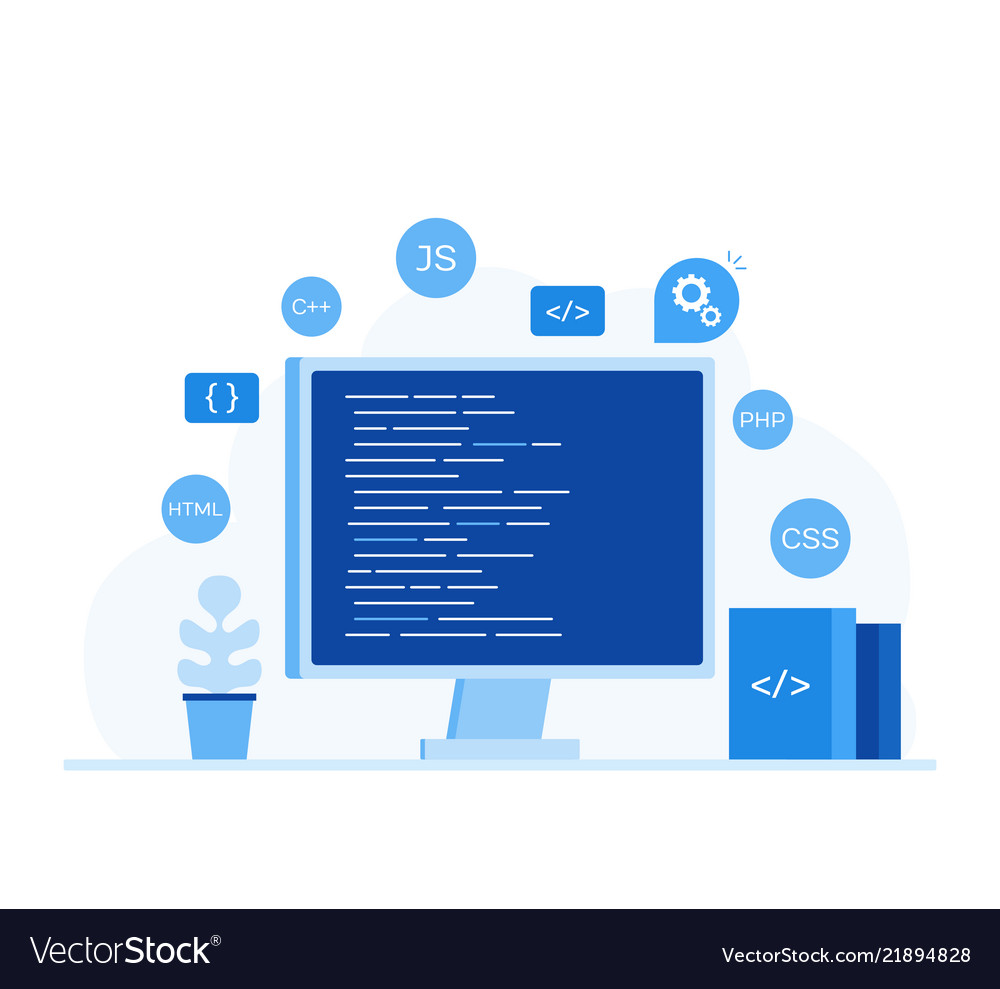 JS
C++
</>
{ }
PHP
HTML
CSS
</>
VectorStock®
VectorStock.com/21894828